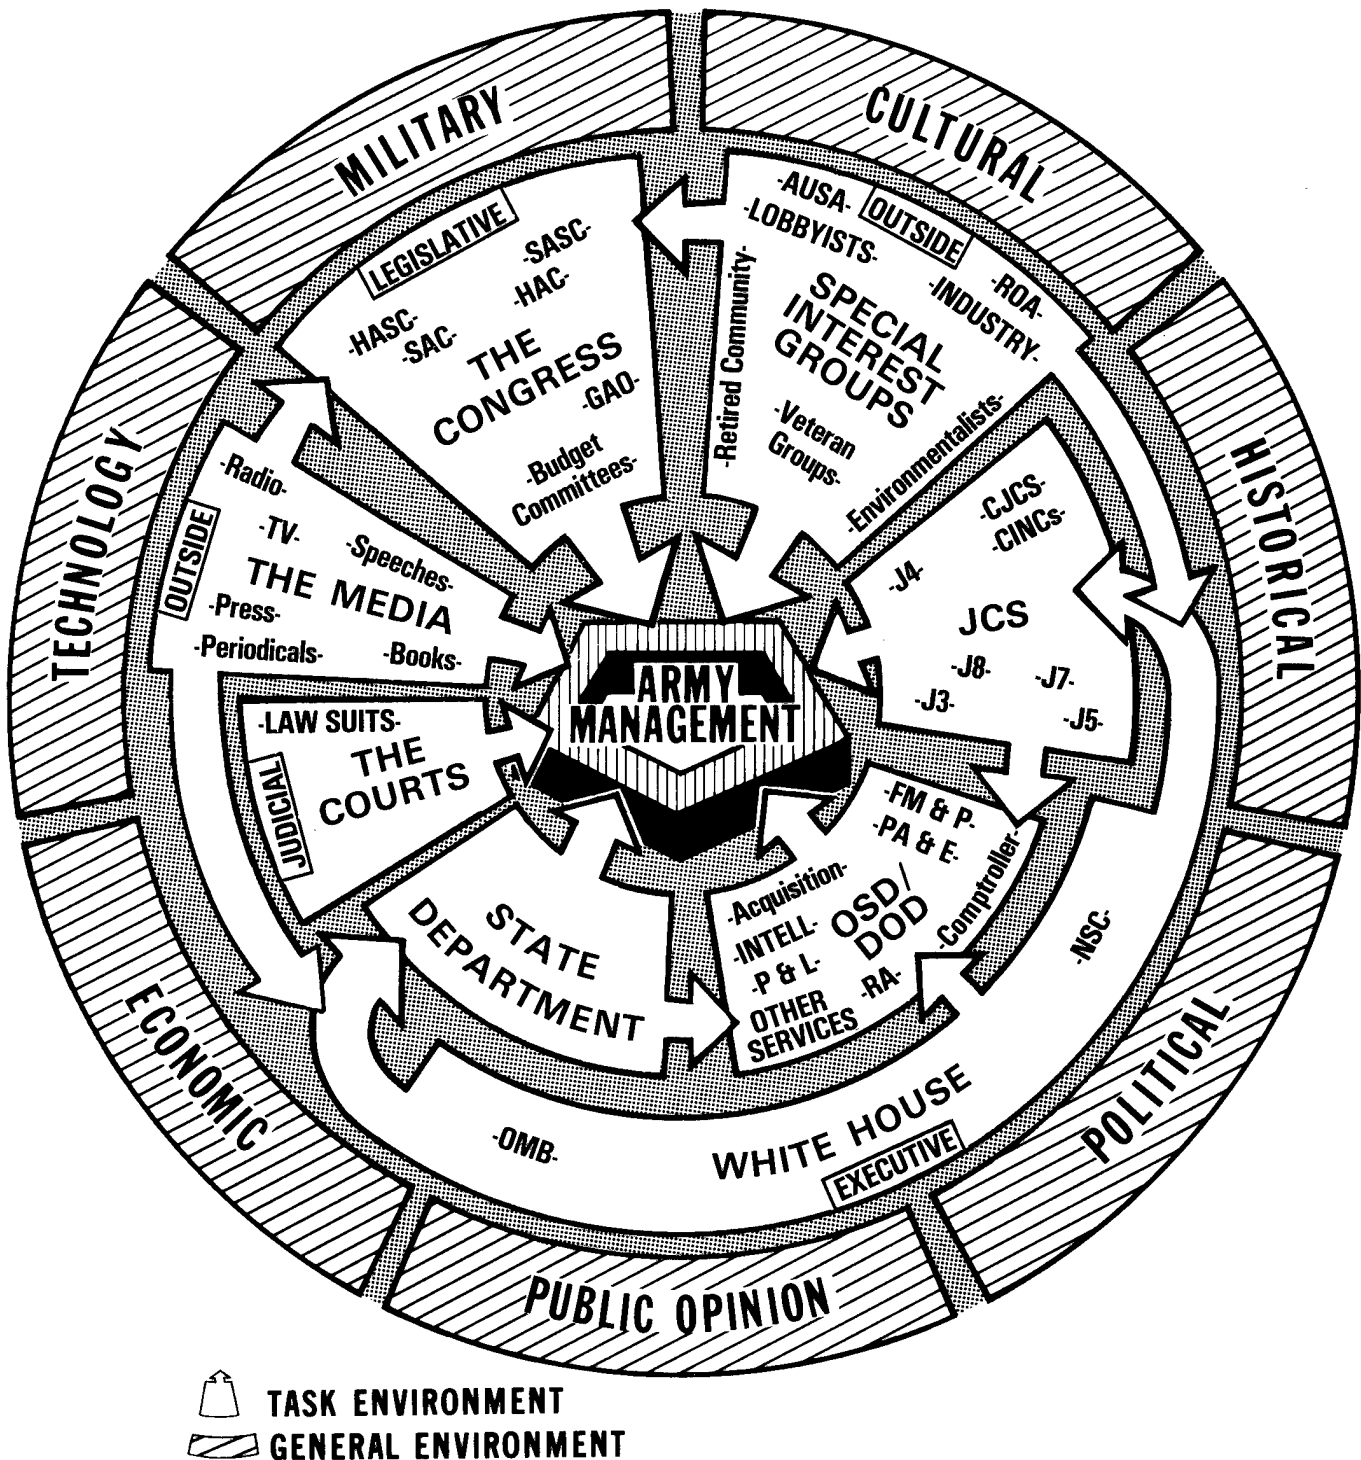 MILITARY
CULTURAL
HISTORICAL
POLITICAL
PUBLIC OPINION
ECONOMIC
TECHNOLOGY
LEGISLATIVE
-SASC-
-HAC-
-HASC-
-SAC-
THE
CONGRESS
-GAO-
-Budget
Committees-
-AUSA-
OUTSIDE
-LOBBYISTS-
-ROA-
-INDUSTRY-
SPECIAL
INTEREST
GROUPS
-Retired Community-
-Veteran
Groups-
-Environmentalists-
-CJCS-
-CINCs-
-J4-
JCS
-J8-
-J7-
-J3-
-J5-
-FM & P-
-PA & E-
-Comptroller-
-Acquisition-
OSD/
DOD
-INTELL-
-P & L-
-RA-
OTHER
SERVICES
-NSC-
WHITE HOUSE
EXECUTIVE
-OMB-
STATE
DEPARTMENT
-LAW SUITS-
THE
COURTS
JUDICIAL
-Radio-
-TV-
-Speeches-
OUTSIDE
THE MEDIA
-Press-
-Periodicals-
-Books-
ARMY
MANAGEMENT
TASK ENVIRONMENT
GENERAL ENVIRONMENT